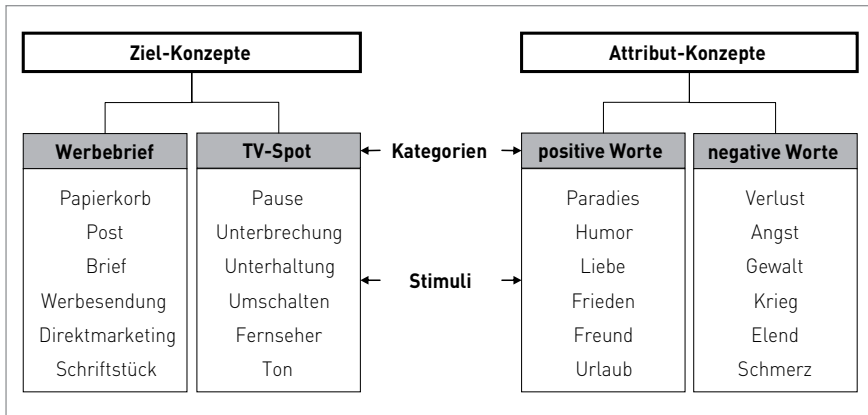 Ziel-Konzepte Attribut-Konzepte
Werbebrief TV-Spot Kategorien positive Worte negative Worte
Papierkorb Pause Paradies Verlust
Post Unterbrechung Humor Angst
Brief Unterhaltung Stimuli Liebe Gewalt
Werbesendung Umschalten Frieden Krieg
Direktmarketing Fernseher Freund Elend
Schriftstück Ton Urlaub Schmerz